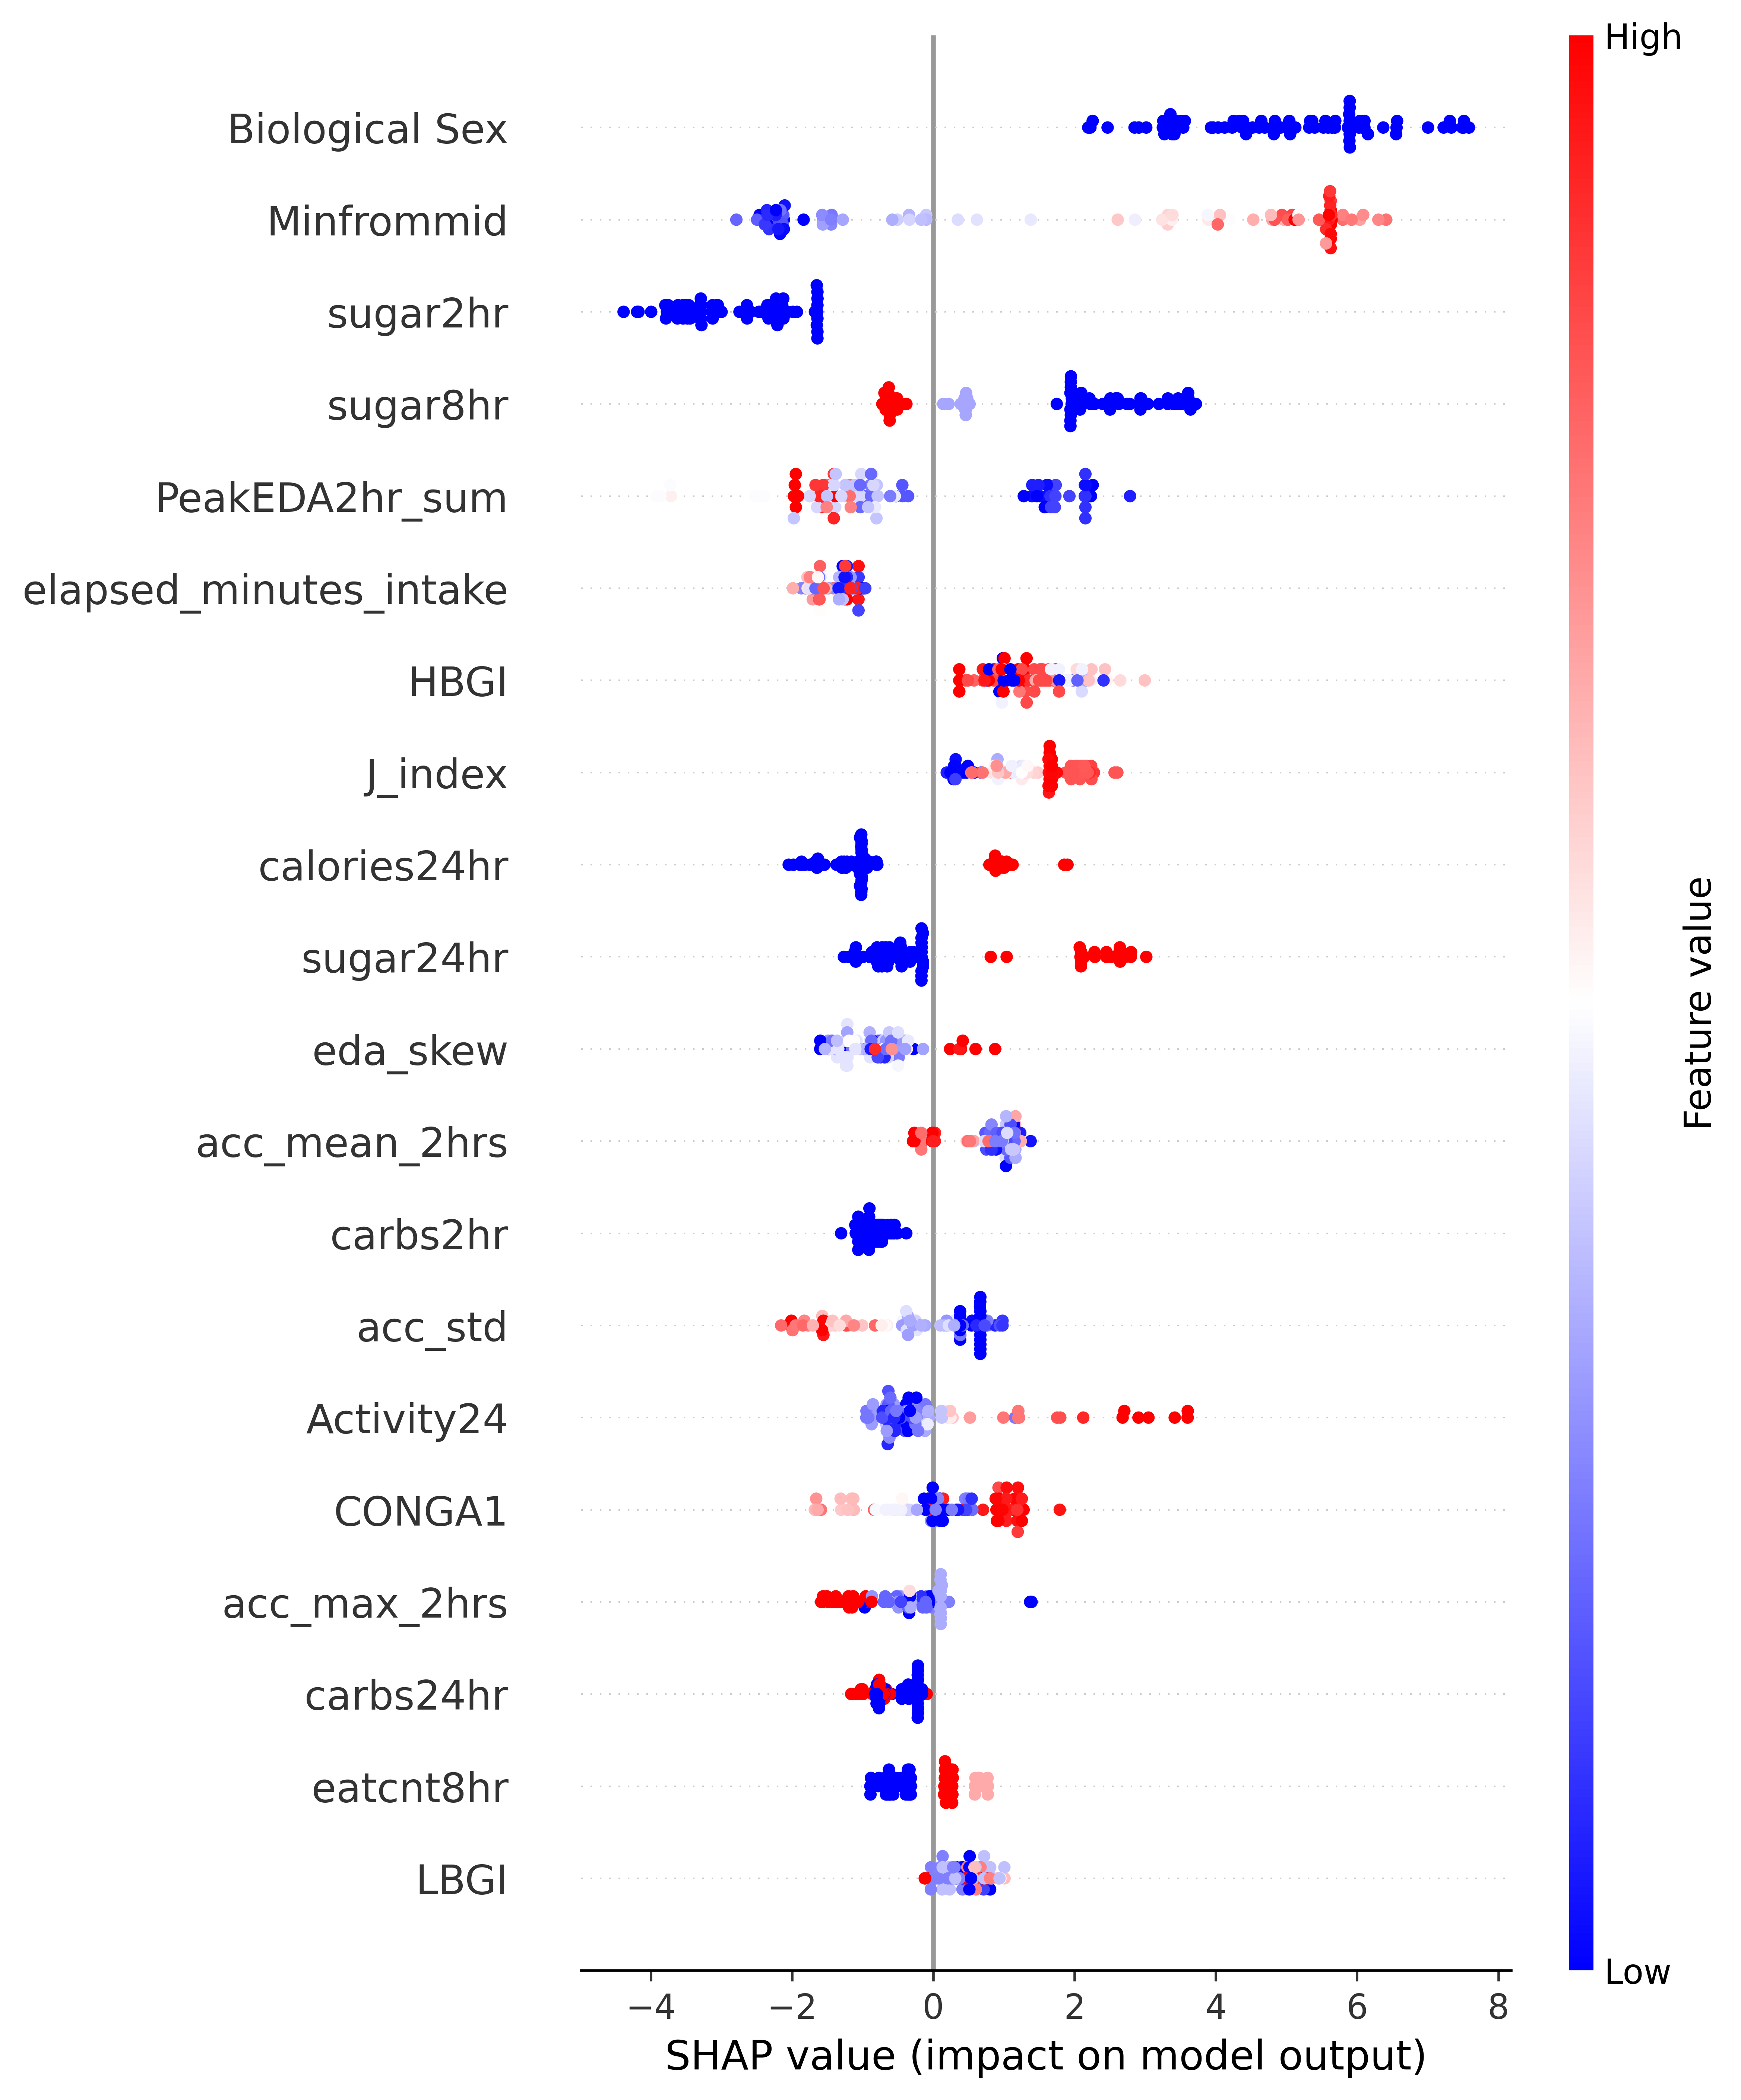 High
Biological Sex
Minfrommid
sugar2hr
sugar8hr
PeakEDA2hr_sum
elapsed_minutes_intake
HBGI
J_index
calories24hr
sugar24hr
eda_skew
acc_mean_2hrs
carbs2hr
acc_std
Activity24
CONGA1
acc_max_2hrs
carbs24hr
eatcnt8hr
LBGI
Feature value
Low
−4 −2 0 2 4 6 8
SHAP value (impact on model output)